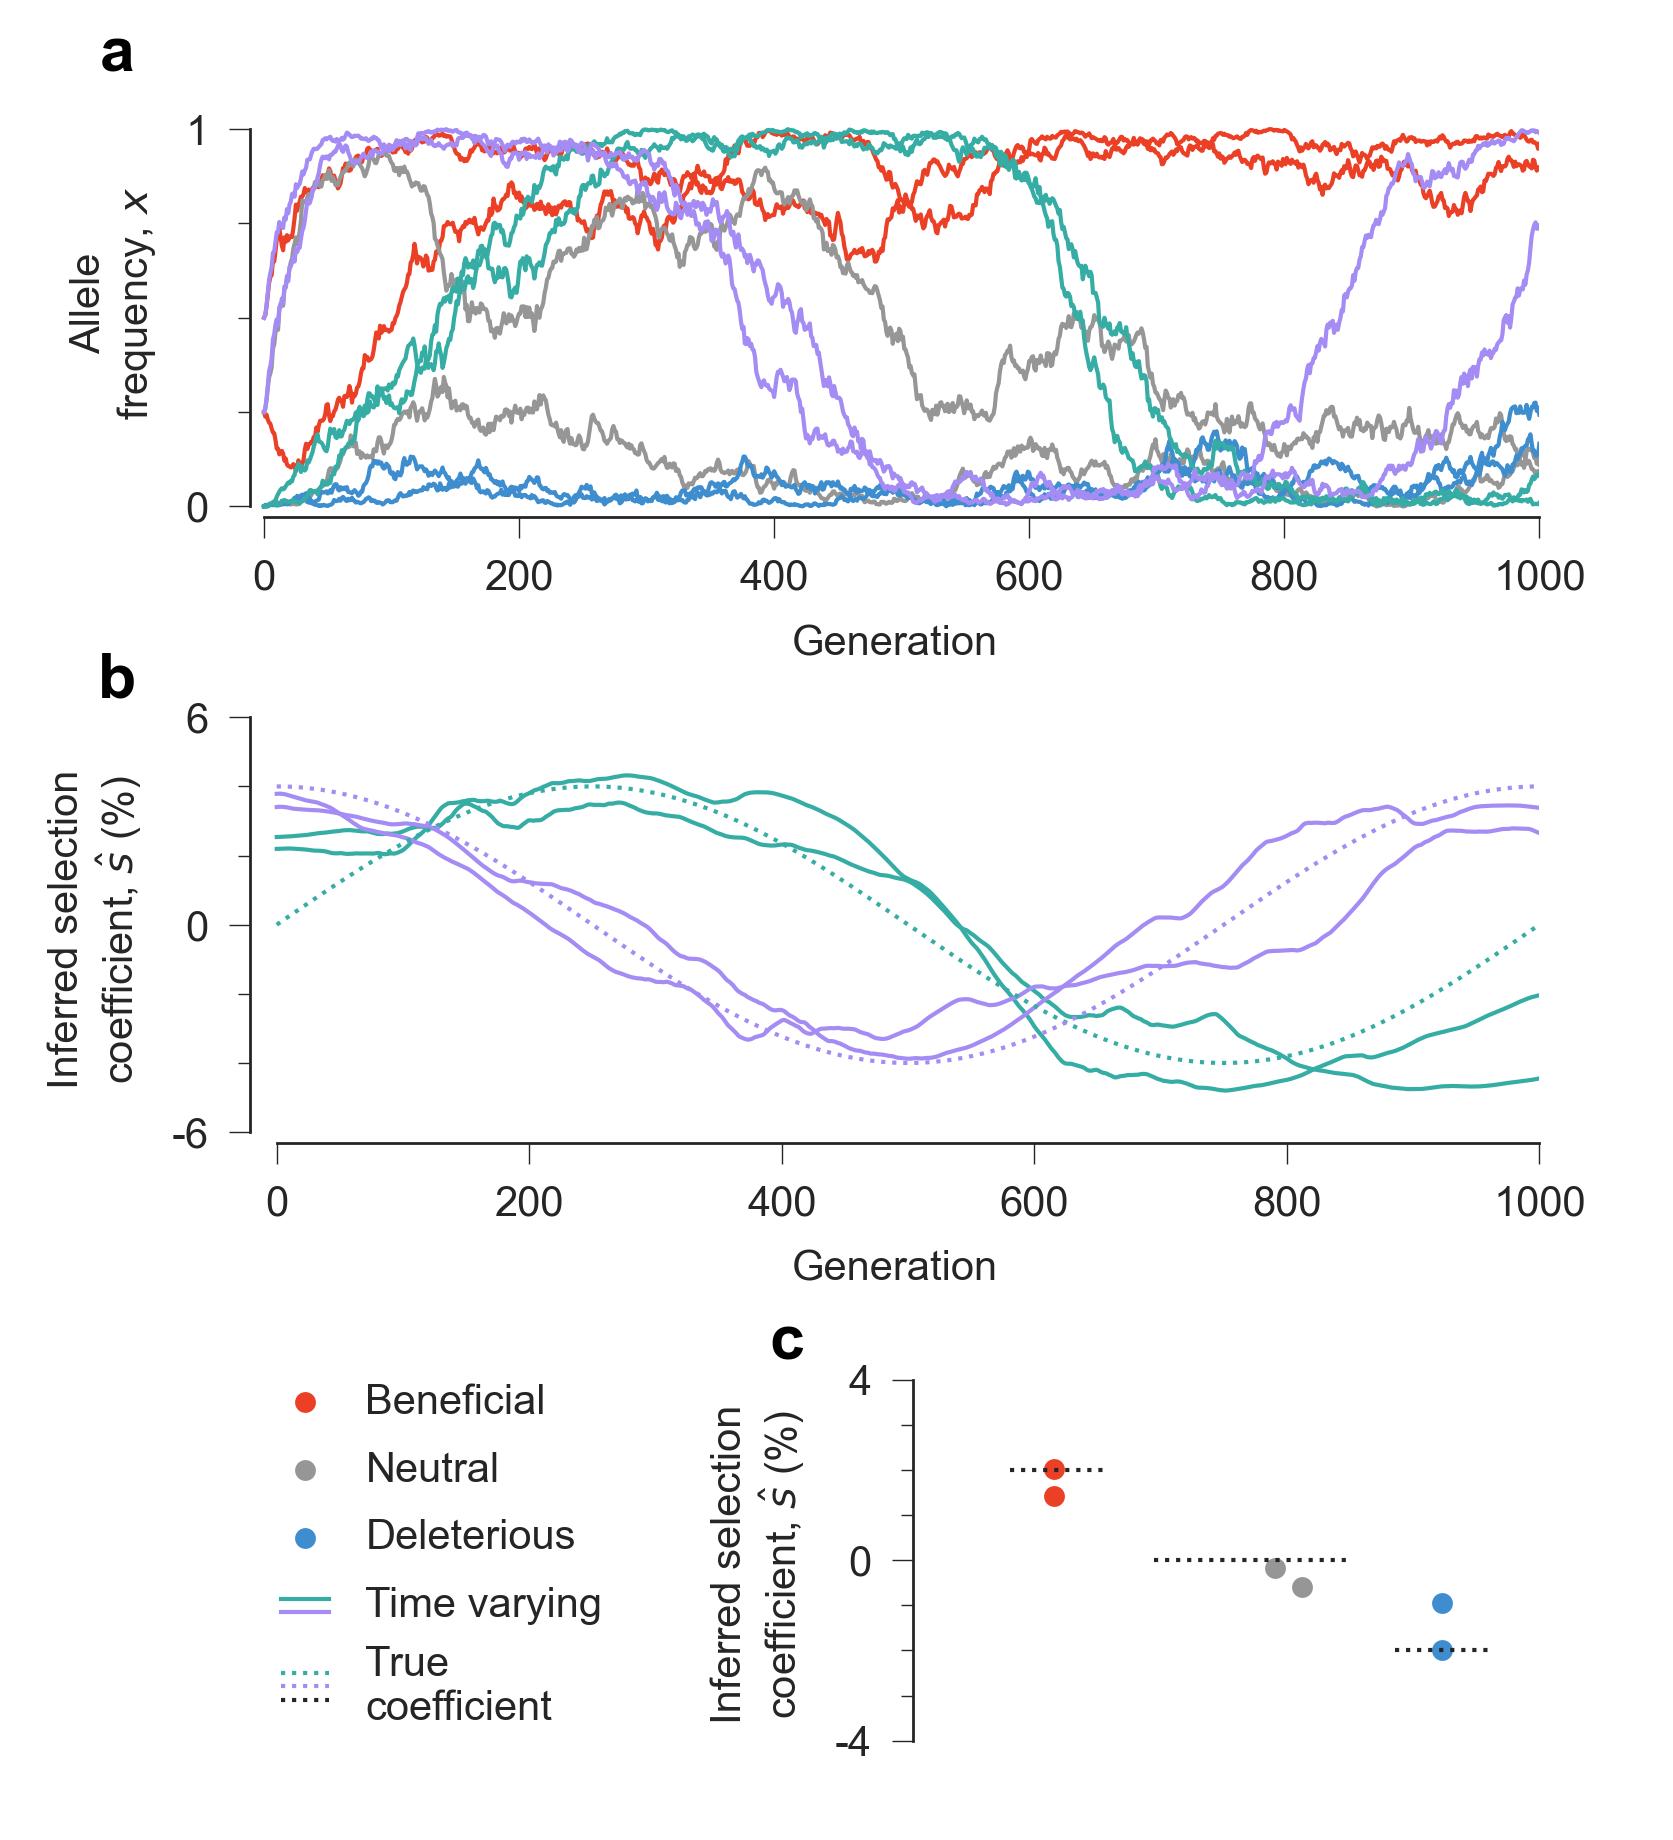 a
1
0
Allele
frequency, x
0 200 400 600 800 1000
Generation
b
6
0
-6
Inferred selection
coefficient, ŝ (%)
0 200 400 600 800 1000
Generation
Beneficial
Neutral
Deleterious
Time varying
True
coefficient
c
4
0
-4
Inferred selection
coefficient, ŝ (%)